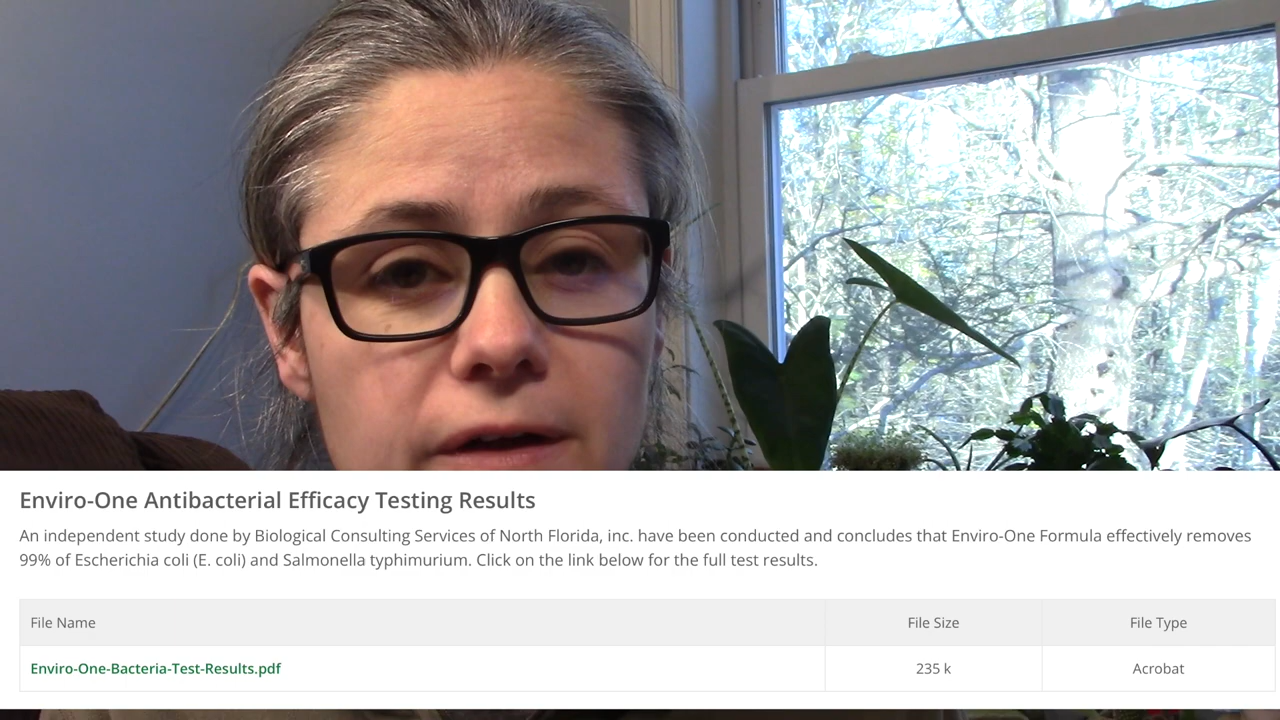 Enviro-One Antibacterial Efficacy Testing Results
An independent study done by Biological Consulting Services of North Florida, inc. have been conducted and concludes that Enviro-One Formula effectively removes
99% of Escherichia coli (E. coli) and Salmonella typhimurium. Click on the link below for the full test results.
File Name File Size File Type
Enviro-One-Bacteria-Test-Results.pdf 235 k Acrobat